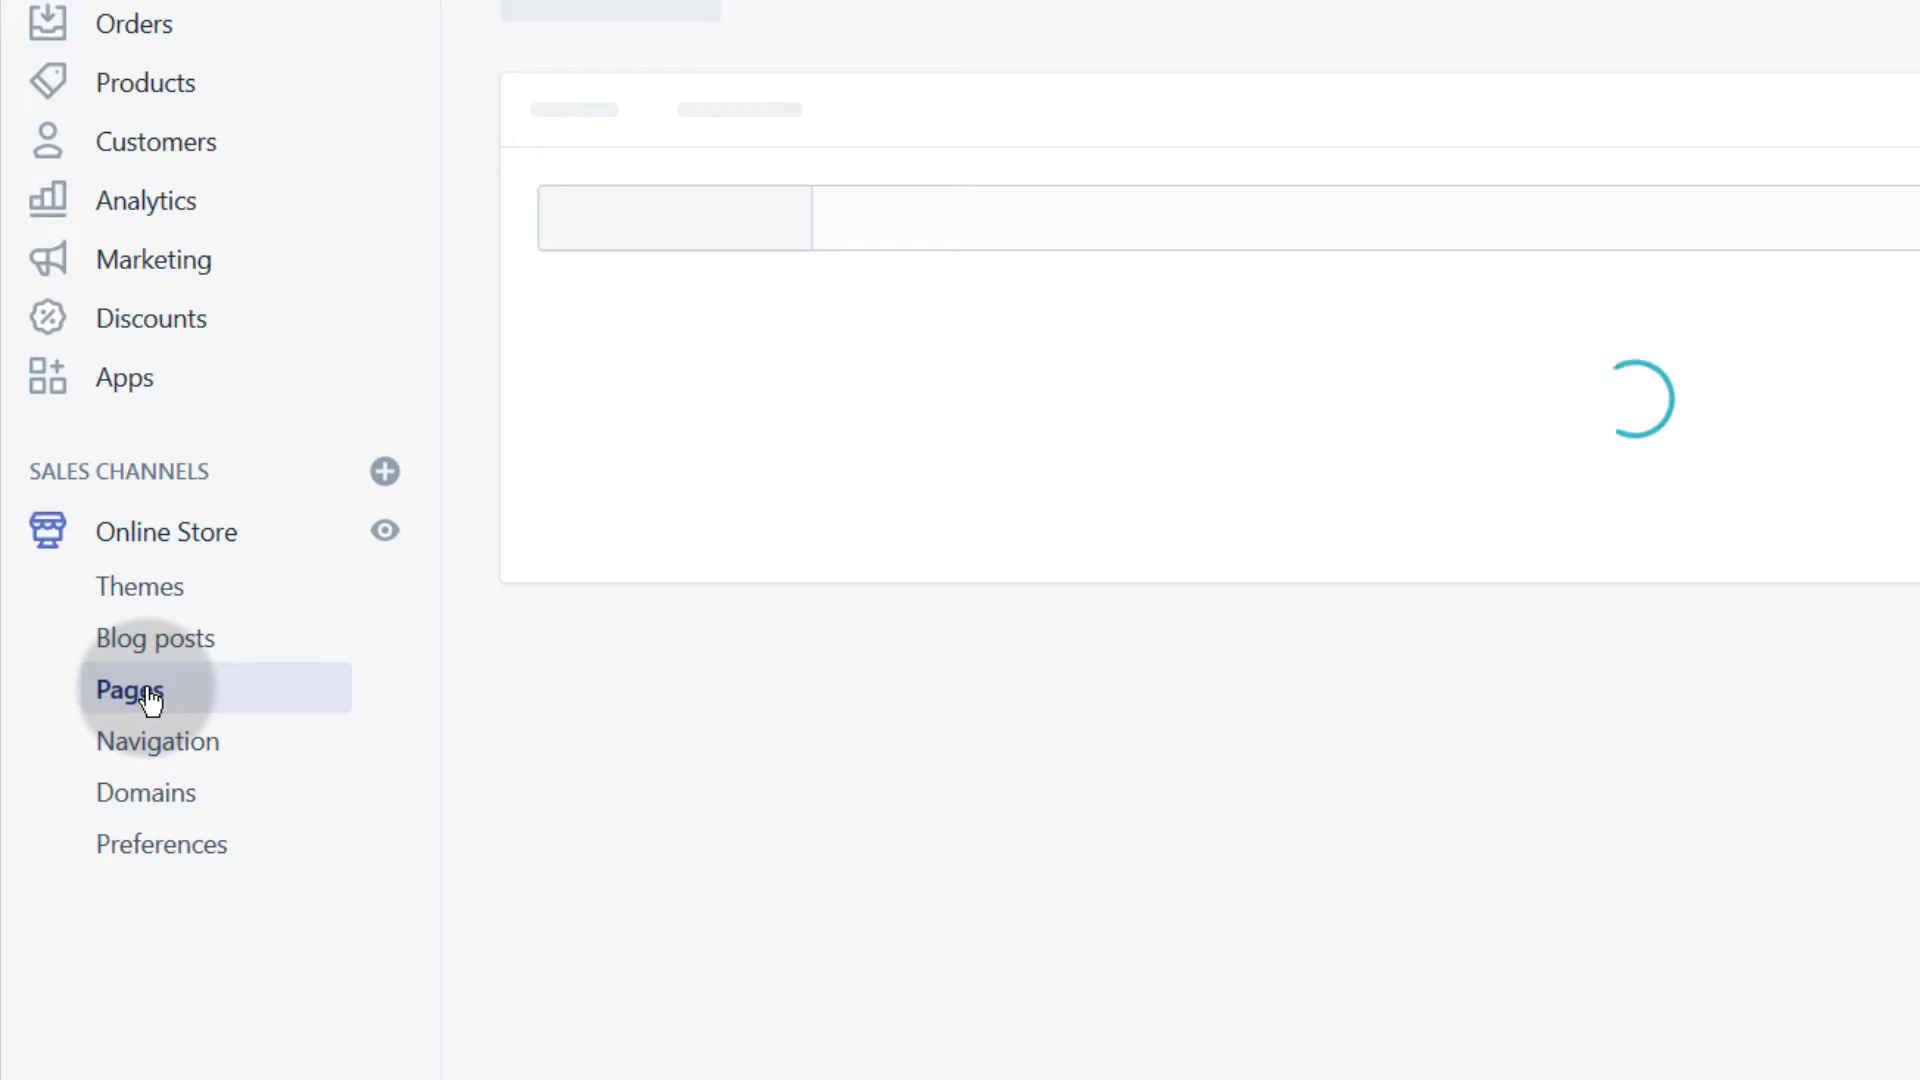 Orders
Products
Customers
Analytics
Marketing
Discounts
Apps
SALES CHANNELS
Online Store
Themes
Blog posts
Pages
Navigation
Domains
Preferences